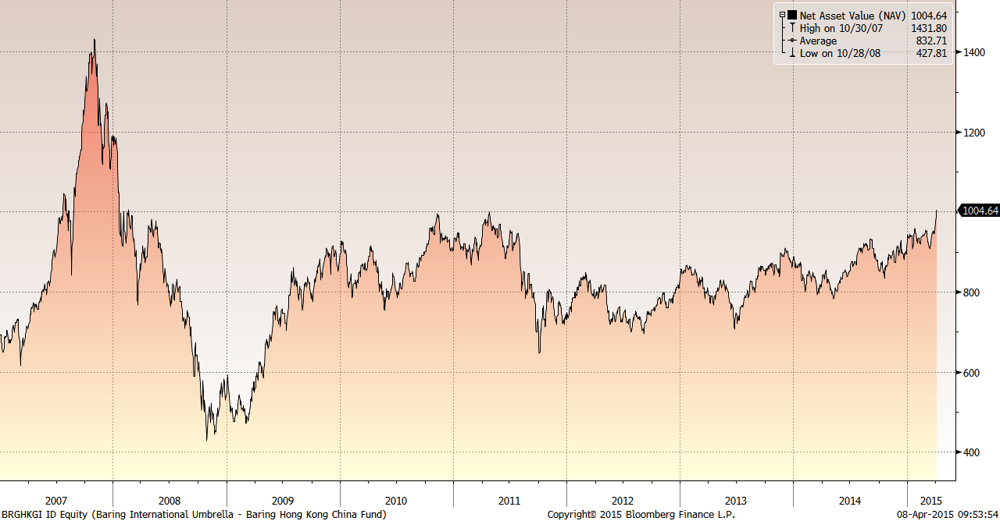 Net Asset Value (NAV) 1004.64
High on 10/30/07 1431.80
Average 832.71
Low on 10/28/08 427.81
1400
1200
1004.64
800
600
400
2007 2008 2009 2010 2011 2012 2013 2014 2015
BRGHKGI ID Equity (Baring International Umbrella - Baring Hong Kong China Fund) Copyright© 2015 Bloomberg Finance L.P. 08-Apr-2015 09:53:54